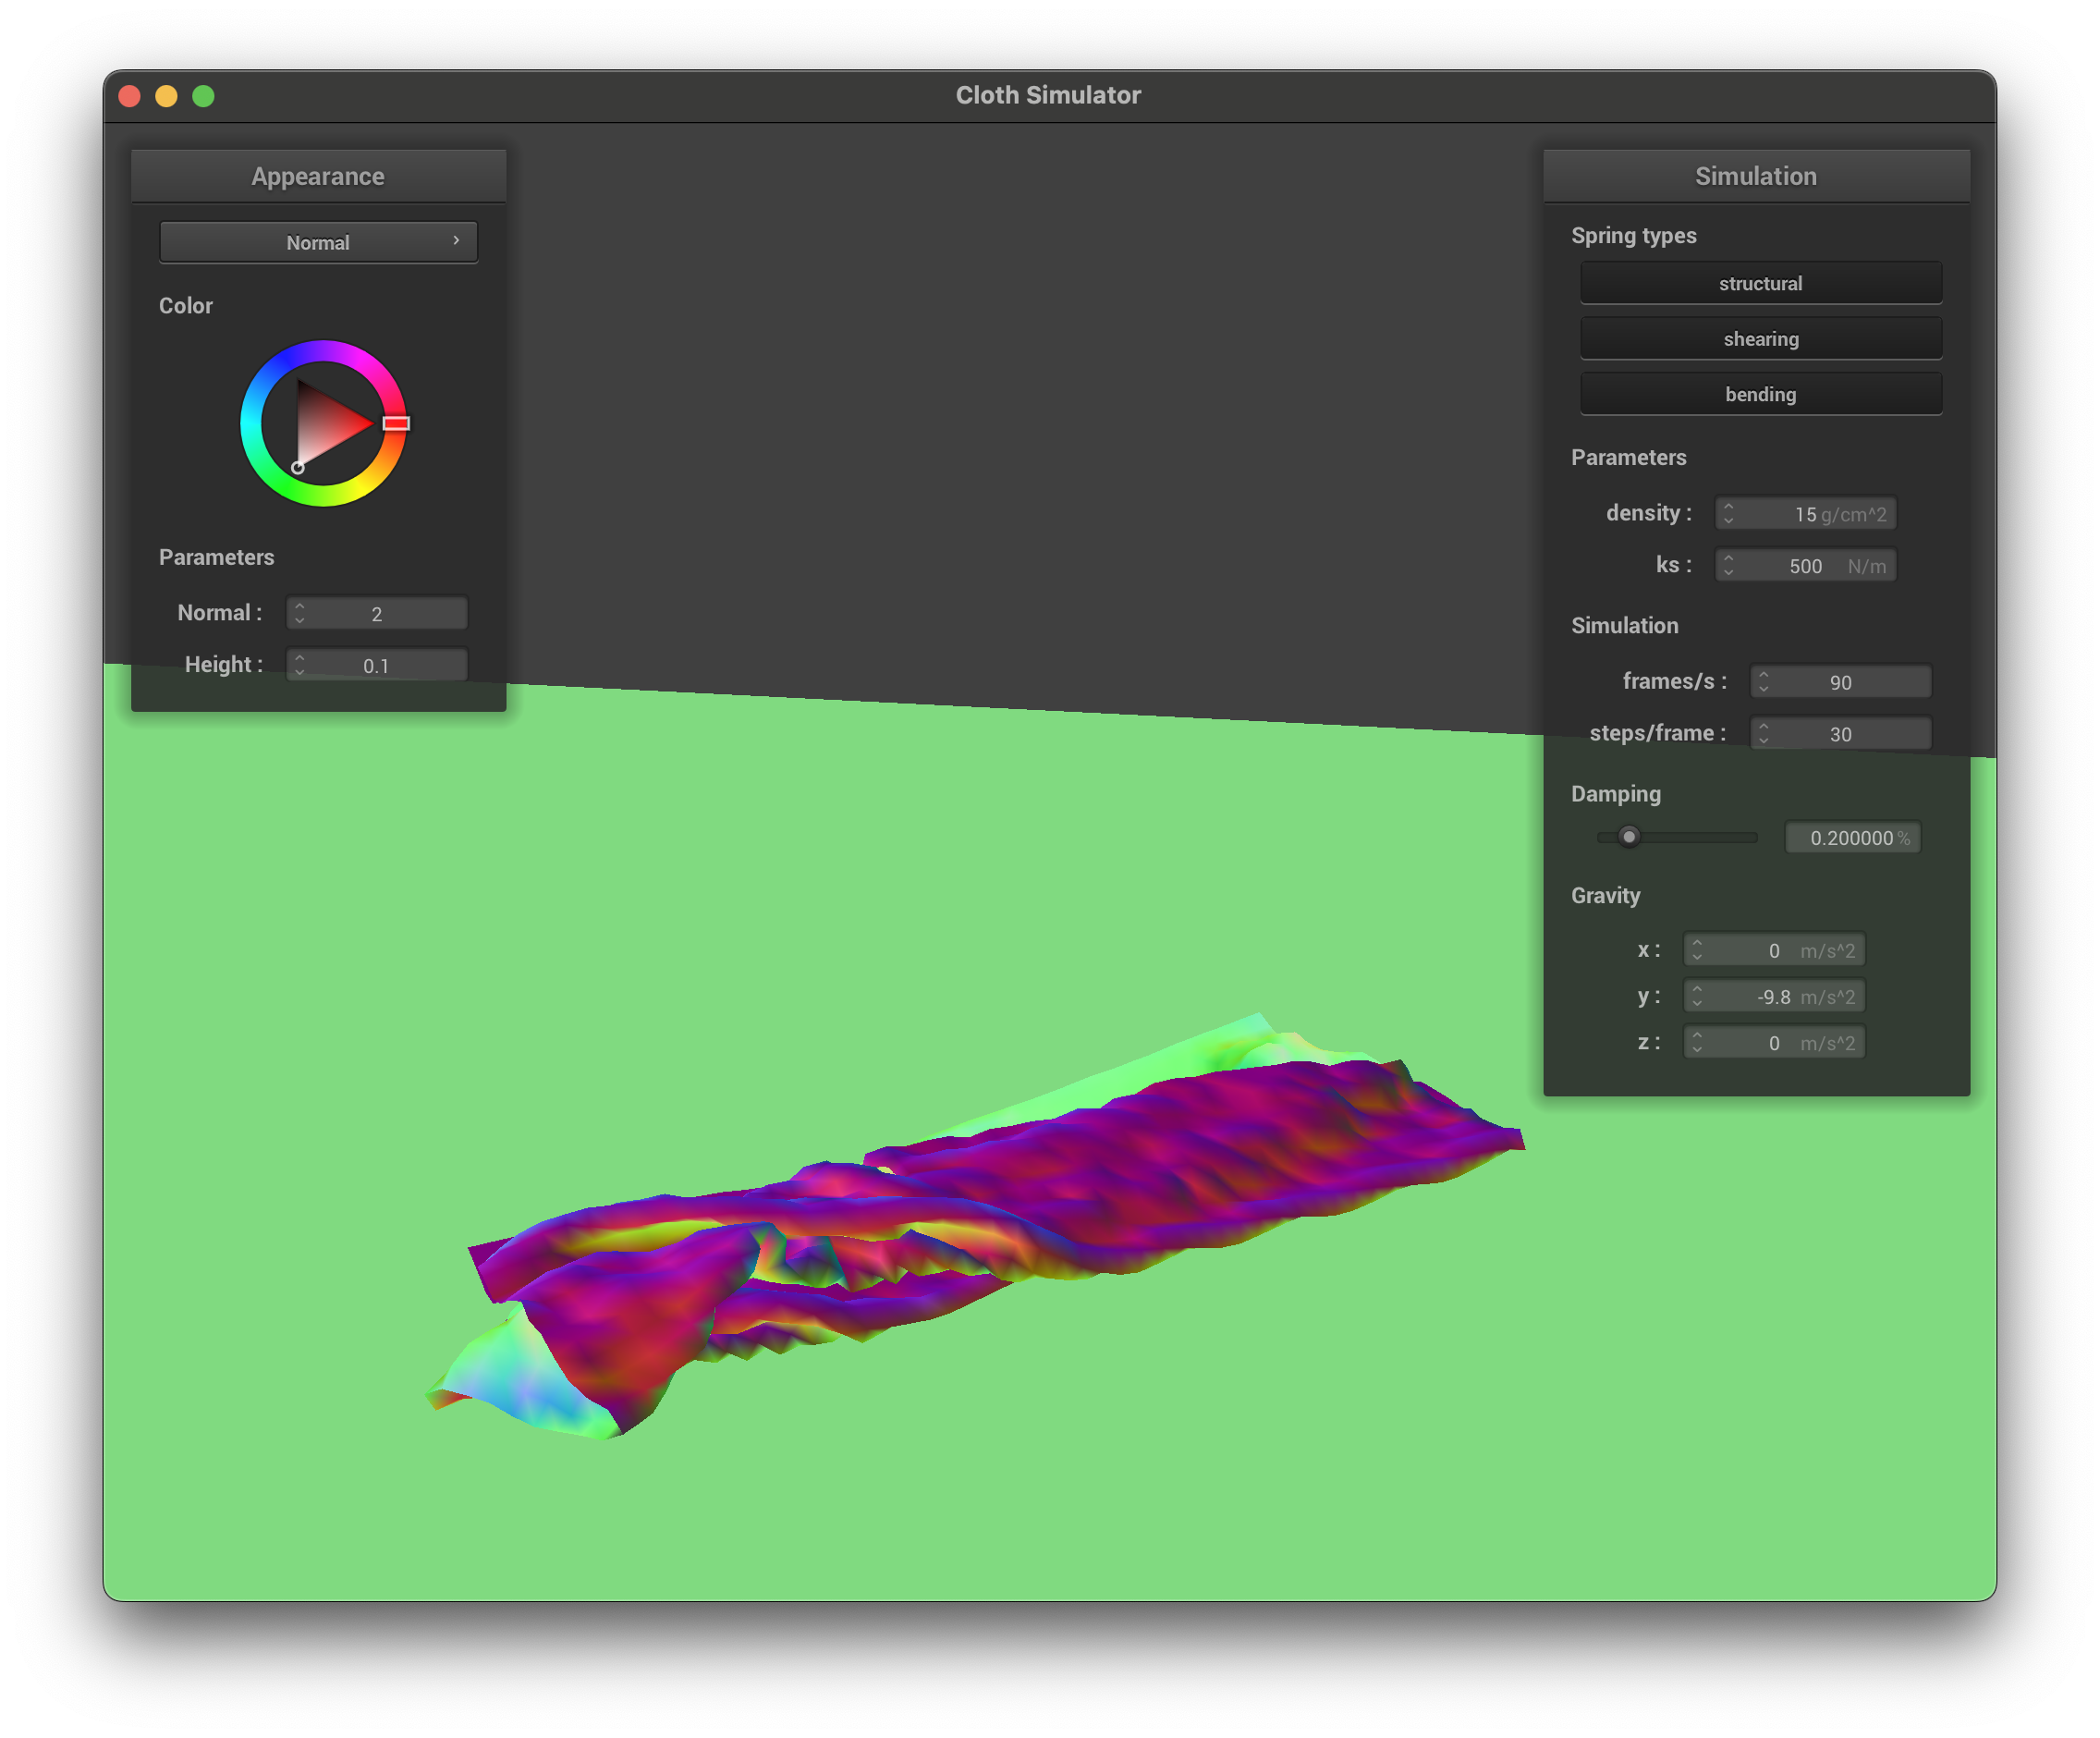 Cloth Simulator
Appearance
Normal
Color
Parameters
Normal : 2
Height : 0.1
Simulation
Spring types
structural
shearing
bending
Parameters
density : 15 g/cm^2
ks : 500 N/m
Simulation
frames/s : 90
steps/frame : 30
Damping
0.200000 %
Gravity
x : 0 m/s^2
y : -9.8 m/s^2
z : 0 m/s^2